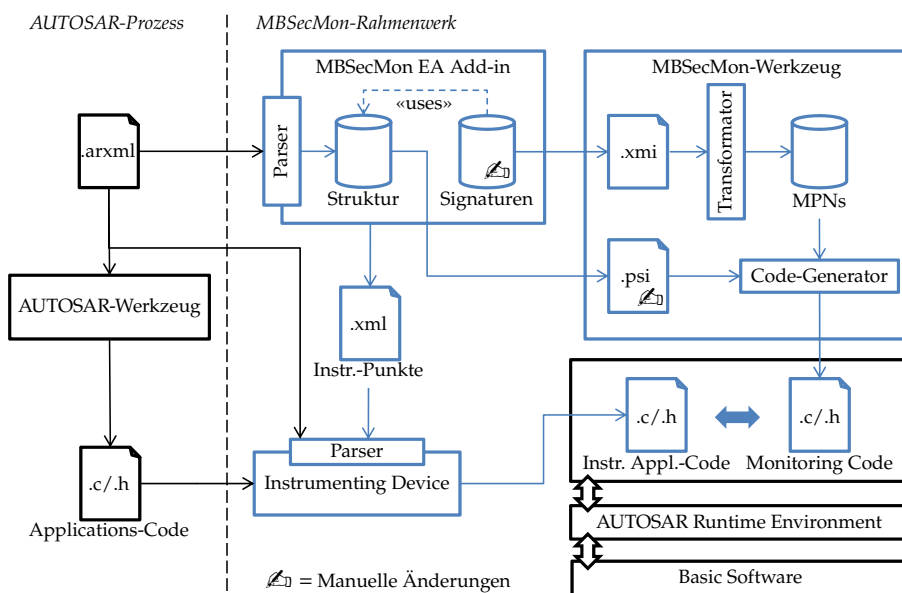 AUTOSAR-Prozess
MBSecMon-Rahmenwerk
MBSecMon EA Add-in
MBSecMon-Werkzeug
«uses»
.arxml
Parser
Struktur
Signaturen
.xmi
Transformator
MPNs
AUTOSAR-Werkzeug
.psi
Code-Generator
.xml
Instr.-Punkte
.c/.h
.c/.h
Instr. Appl.-Code
Monitoring Code
Parser
Instrumenting Device
.c/.h
Applications-Code
AUTOSAR Runtime Environment
Basic Software
✍ = Manuelle Änderungen